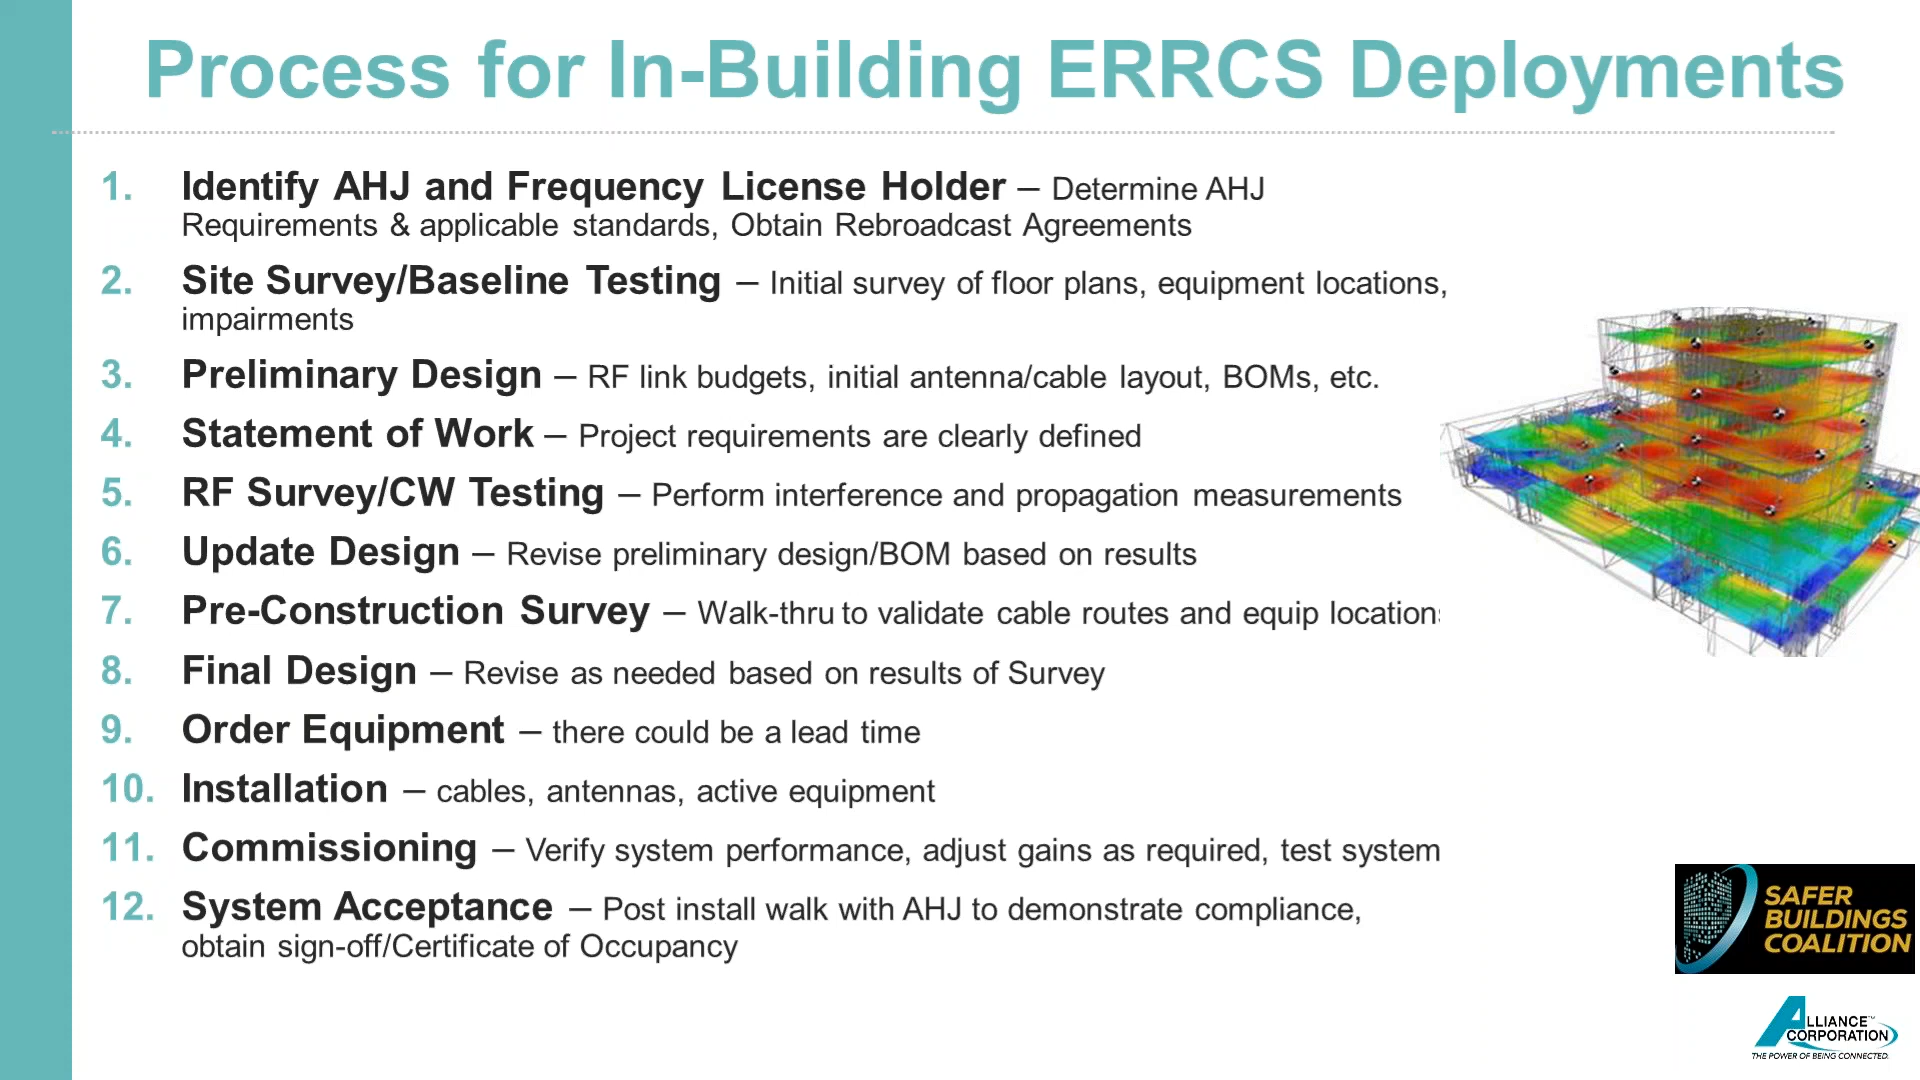 Process for In-Building ERRCS Deployments
1. Identify AHJ and Frequency License Holder – Determine AHJ
Requirements & applicable standards, Obtain Rebroadcast Agreements
2. Site Survey/Baseline Testing – Initial survey of floor plans, equipment locations,
impairments
3. Preliminary Design – RF link budgets, initial antenna/cable layout, BOMs, etc.
4. Statement of Work – Project requirements are clearly defined
5. RF Survey/CW Testing – Perform interference and propagation measurements
6. Update Design – Revise preliminary design/BOM based on results
7. Pre-Construction Survey – Walk-thru to validate cable routes and equip locations
8. Final Design – Revise as needed based on results of Survey
9. Order Equipment – there could be a lead time
10. Installation – cables, antennas, active equipment
11. Commissioning – Verify system performance, adjust gains as required, test system
12. System Acceptance – Post install walk with AHJ to demonstrate compliance,
obtain sign-off/Certificate of Occupancy
SAFER
BUILDINGS
COALITION
ALLIANCE™
CORPORATION
THE POWER OF BEING CONNECTED.